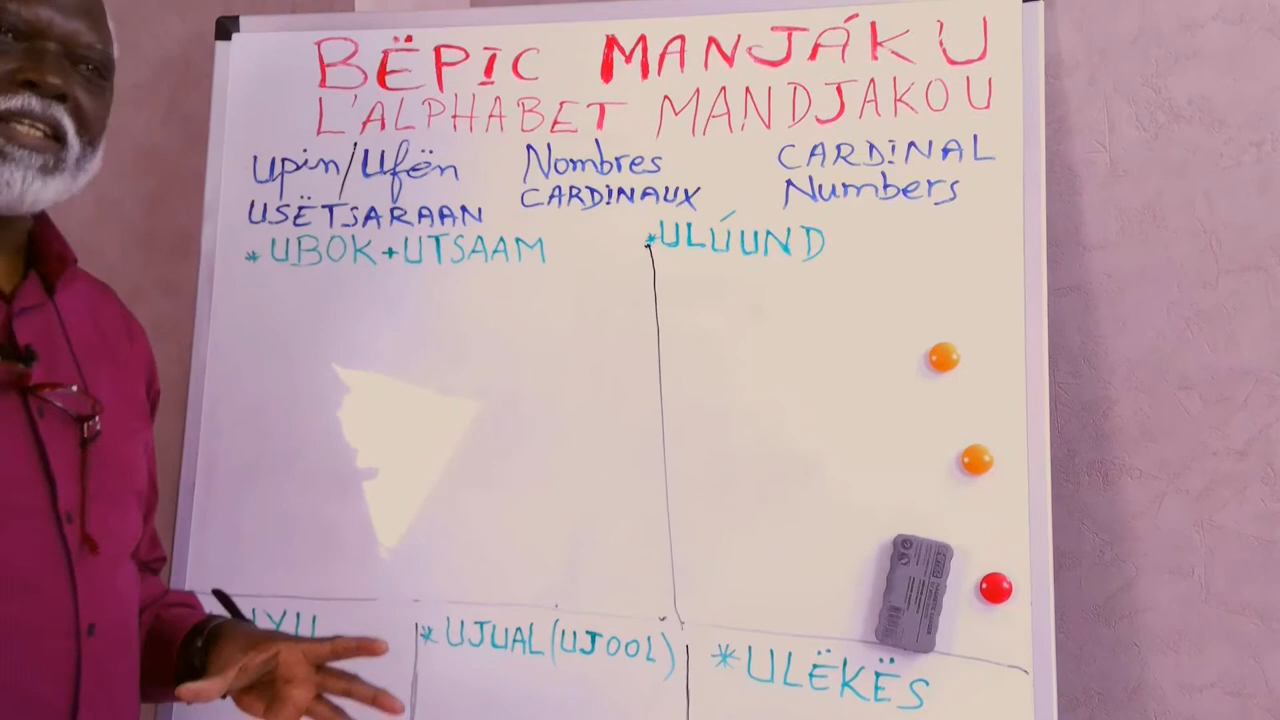 BËPIC MANJÁKU
L'ALPHABET MANDJAKOU
Upin/Ufën
USËTSARAAN
Nombres
CARDINAUX
CARDINAL
Numbers
*UBOK+UTSAAM
*ULÚUND
*UJUAL(UJOOL)
*ULËKËS